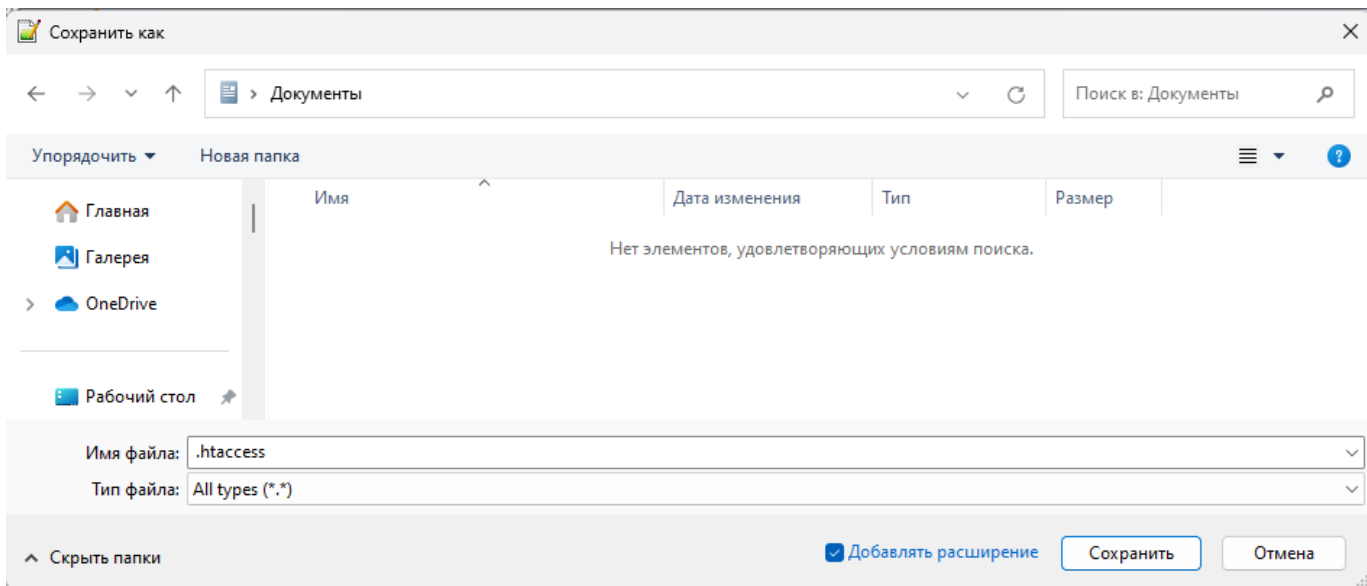 Сохранить как
Документы
Поиск в: Документы
Упорядочить
Новая папка
Имя
Дата изменения
Тип
Размер
Главная
Галерея
OneDrive
Рабочий стол
Нет элементов, удовлетворяющих условиям поиска.
Имя файла: .htaccess
Тип файла: All types (*.*)
Скрыть папки
Добавлять расширение
Сохранить
Отмена